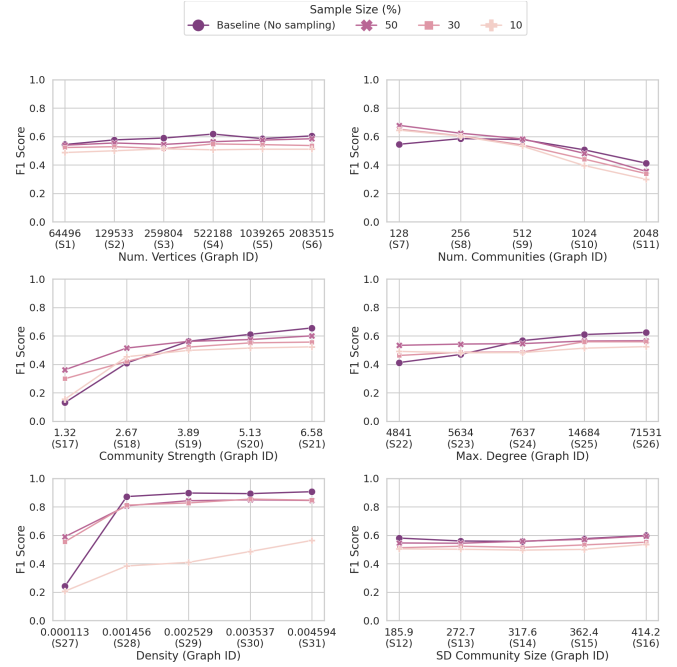 Sample Size (%)
Baseline (No sampling) 50 30 10
1.0
0.8
0.6
0.4
0.2
0.0
F1 Score
64496 129533 259804 522188 1039265 2083515
(S1) (S2) (S3) (S4) (S5) (S6)
Num. Vertices (Graph ID)
1.0
0.8
0.6
0.4
0.2
0.0
F1 Score
128 256 512 1024 2048
(S7) (S8) (S9) (S10) (S11)
Num. Communities (Graph ID)
1.0
0.8
0.6
0.4
0.2
0.0
F1 Score
1.32 2.67 3.89 5.13 6.58
(S17) (S18) (S19) (S20) (S21)
Community Strength (Graph ID)
1.0
0.8
0.6
0.4
0.2
0.0
F1 Score
4841 5634 7637 14684 71531
(S22) (S23) (S24) (S25) (S26)
Max. Degree (Graph ID)
1.0
0.8
0.6
0.4
0.2
0.0
F1 Score
0.000113 0.001456 0.002529 0.003537 0.004594
(S27) (S28) (S29) (S30) (S31)
Density (Graph ID)
1.0
0.8
0.6
0.4
0.2
0.0
F1 Score
185.9 272.7 317.6 362.4 414.2
(S12) (S13) (S14) (S15) (S16)
SD Community Size (Graph ID)